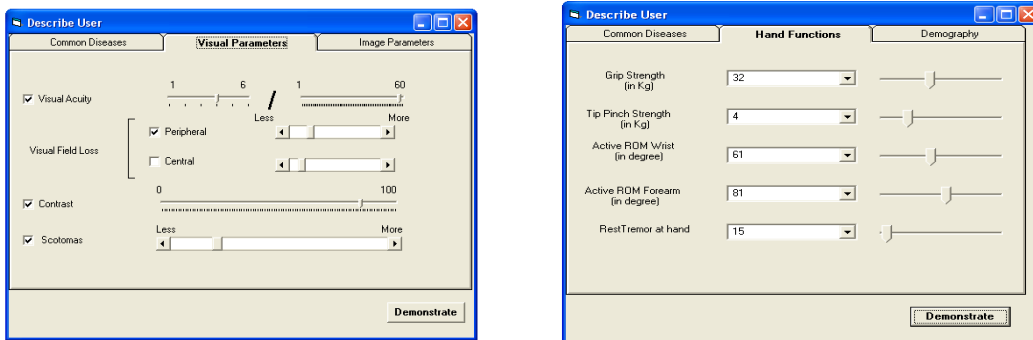 Describe User
Common Diseases Visual Parameters Image Parameters
1 6 1 60
Visual Acuity /
Less More
Peripheral
Visual Field Loss
Central
0 100
Contrast
Less More
Scotomas
Demonstrate
Describe User
Common Diseases Hand Functions Demography
Grip Strength
(in Kg) 32
Tip Pinch Strength
(in Kg) 4
Active ROM Wrist
(in degree) 61
Active ROM Forearm
(in degree) 81
RestTremor at hand 15
Demonstrate